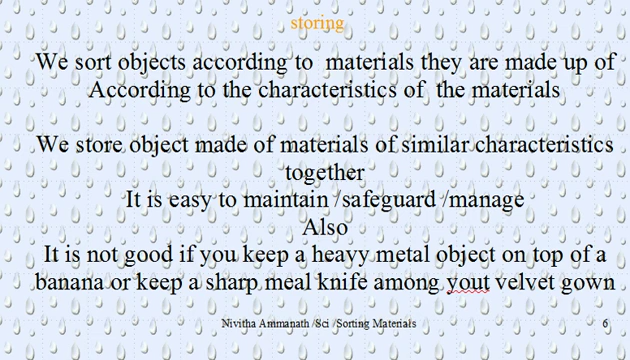 storing
We sort objects according to materials they are made up of
According to the characteristics of the materials
We store object made of materials of similar characteristics
together
It is easy to maintain /safeguard /manage
Also
It is not good if you keep a heavy metal object on top of a
banana or keep a sharp meal knife among yout velvet gown
Nivitha Ammanath /Sci /Sorting Materials
6